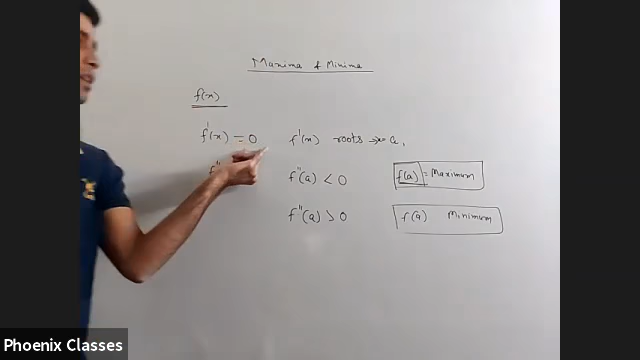 Maxima & Minima
f(x)
f'(x) = 0 f'(x) roots → a,
f'' f''(a) < 0 f(a) = Maximum
f''(a) > 0 f(a) Minimum
Phoenix Classes